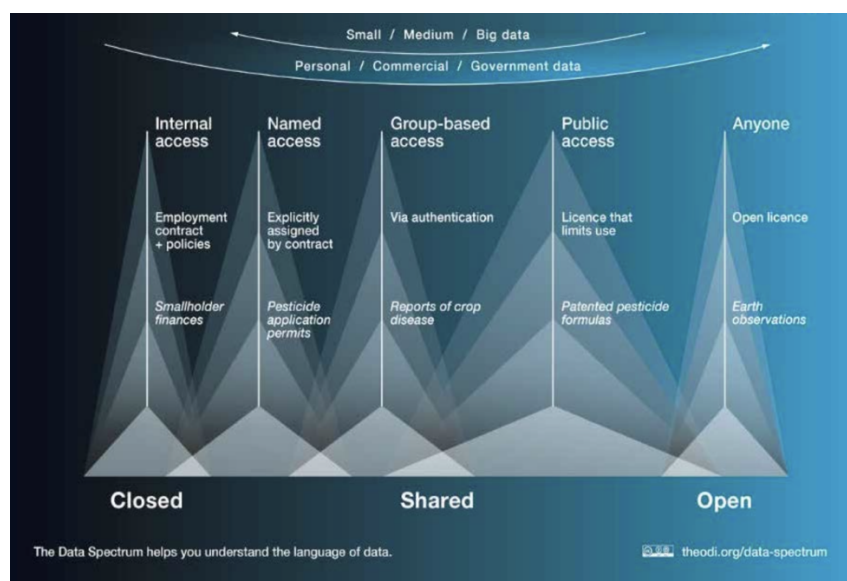 Small / Medium / Big data
Personal / Commercial / Government data
Internal access
Named access
Group-based access
Public access
Anyone
Employment contract + policies
Explicitly assigned by contract
Via authentication
Licence that limits use
Open licence
Smallholder finances
Pesticide application permits
Reports of crop disease
Patented pesticide formulas
Earth observations
Closed
Shared
Open
The Data Spectrum helps you understand the language of data.
theodi.org/data-spectrum